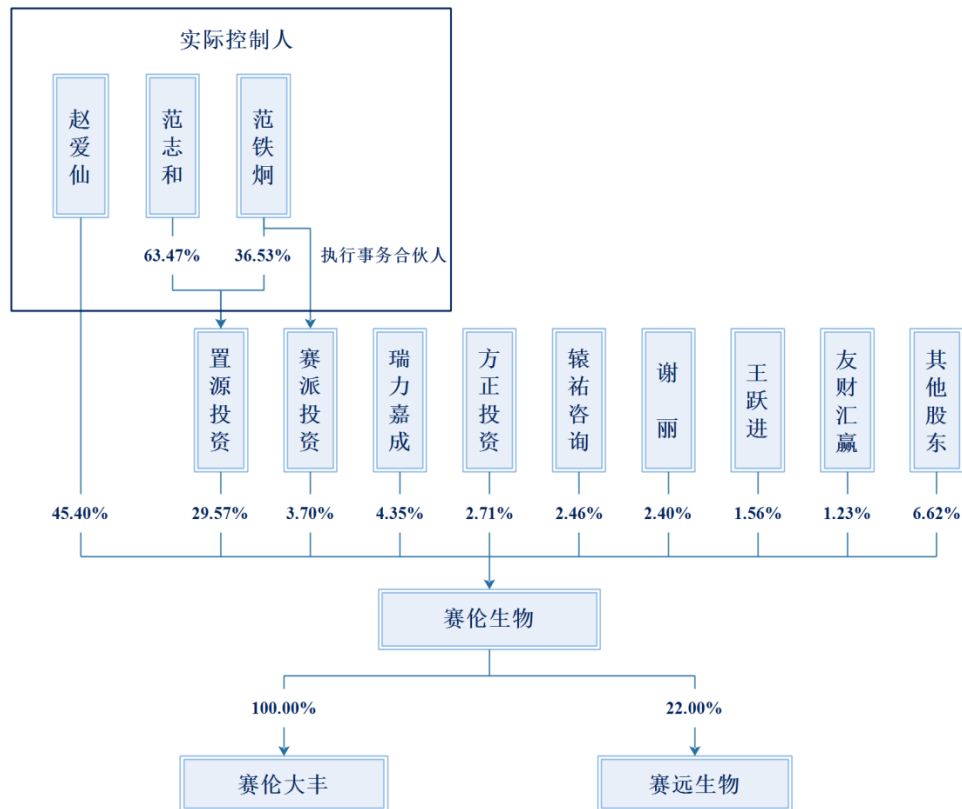 实际控制人
赵爱仙
范志和
范铁炯
63.47%
36.53%
执行事务合伙人
置源投资
赛派投资
瑞力嘉成
方正投资
辕祐咨询
谢丽
王跃进
友财汇赢
其他股东
45.40%
29.57%
3.70%
4.35%
2.71%
2.46%
2.40%
1.56%
1.23%
6.62%
赛伦生物
100.00%
22.00%
赛伦大丰
赛远生物